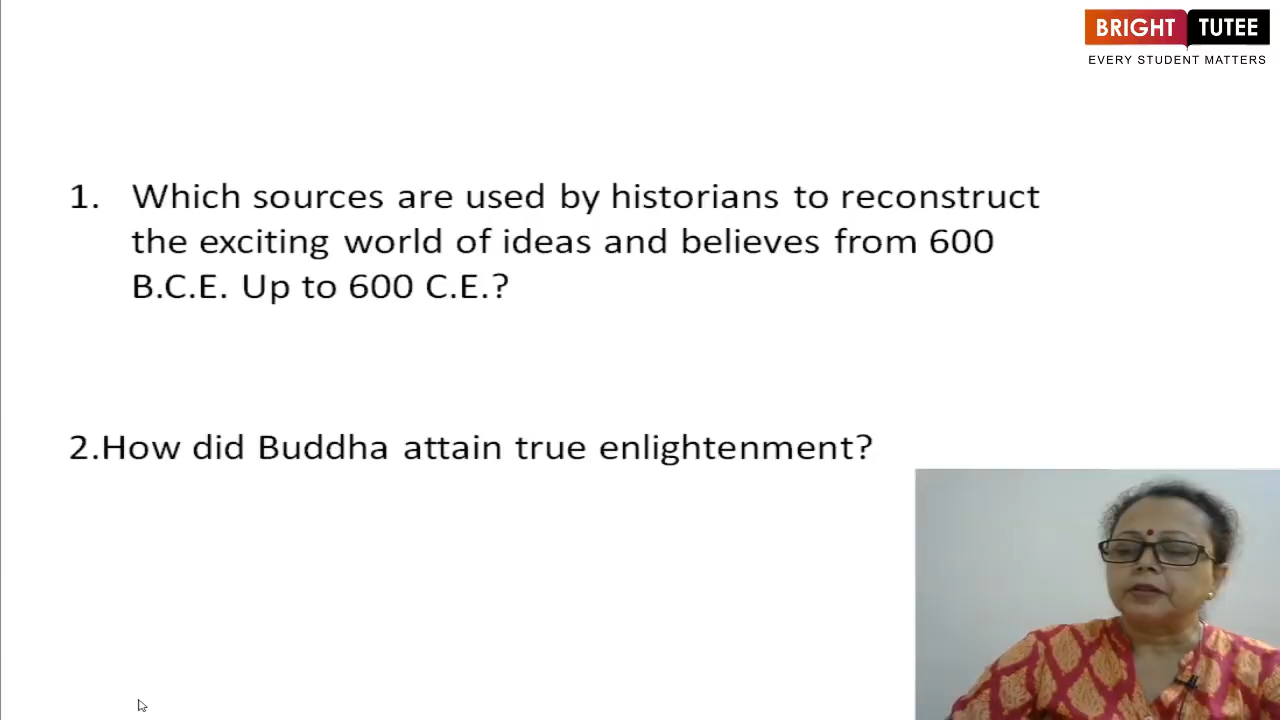 BRIGHT TUTEE
EVERY STUDENT MATTERS
1. Which sources are used by historians to reconstruct
the exciting world of ideas and believes from 600
B.C.E. Up to 600 C.E.?
2.How did Buddha attain true enlightenment?